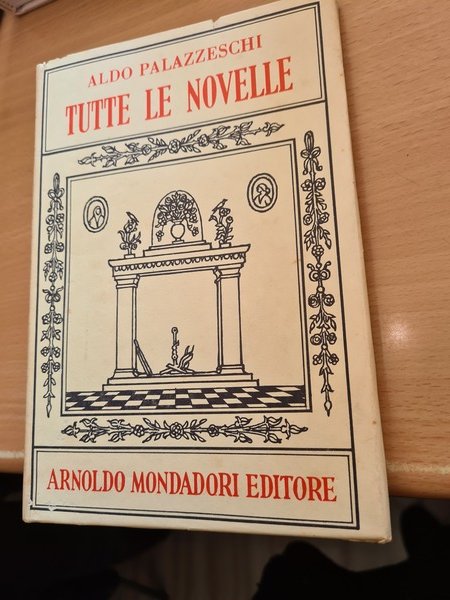 ALDO PALAZZESCHI
TUTTE LE NOVELLE
ARNOLDO MONDADORI EDITORE